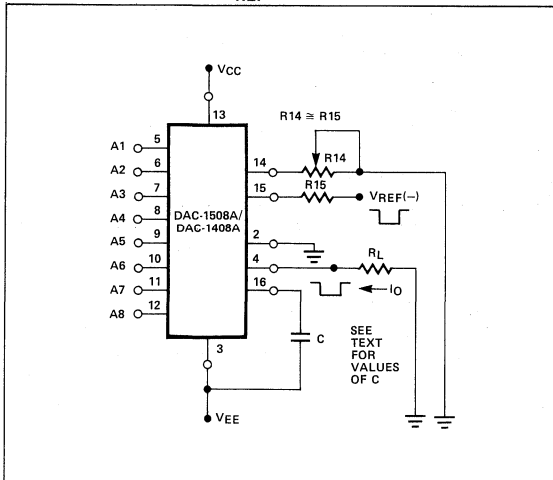 VCC
13
R14 ≅ R15
A1 5
A2 6
A3 7
A4 8
A5 9
A6 10
A7 11
A8 12
DAC-1508A/
DAC-1408A
14
R14
15
R15
VREF(–)
2
4
RL
IO
16
C
SEE
TEXT
FOR
VALUES
OF C
3
VEE